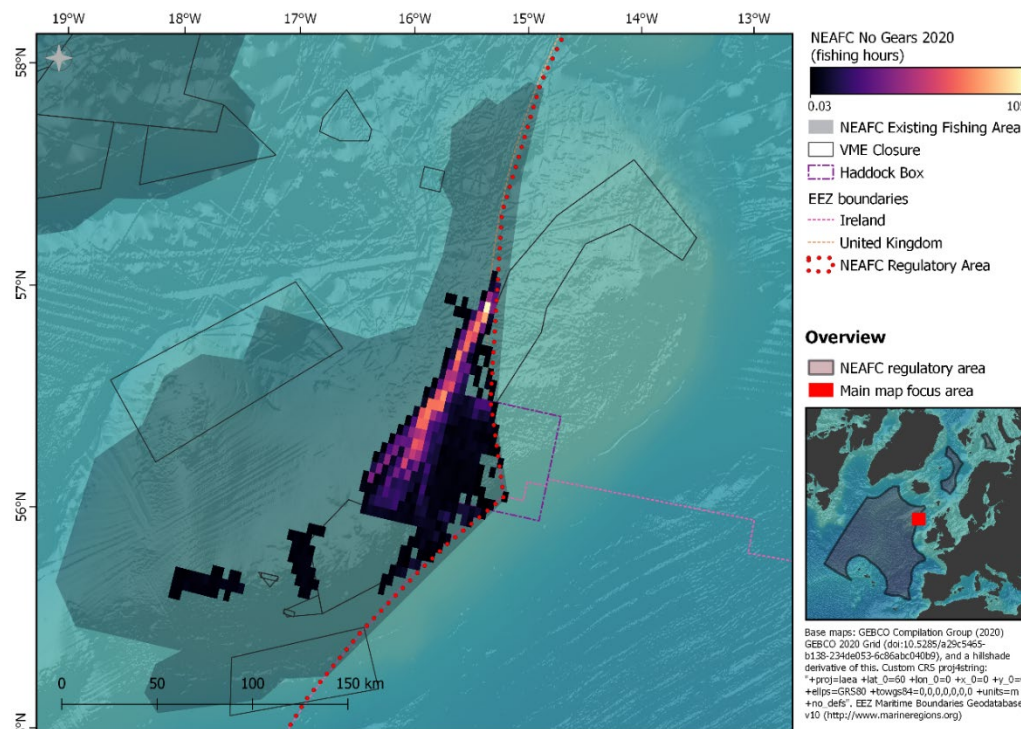 19°W 18°W 17°W 16°W 15°W 14°W 13°W
58°N
57°N
56°N
°N
0 50 100 150 km
NEAFC No Gears 2020
(fishing hours)
0.03 10
NEAFC Existing Fishing Area
VME Closure
Haddock Box
EEZ boundaries
Ireland
United Kingdom
NEAFC Regulatory Area
Overview
NEAFC regulatory area
Main map focus area
Base maps: GEBCO Compilation Group (2020)
GEBCO 2020 Grid (doi:10.5285/a29c5465-
b138-234de053-6c86abc040b9), and a hillshade
derivative of this. Custom CRS proj4string:
"+proj=laea +lat_0=60 +lon_0=0 +x_0=0 +y_0=
+ellps=GRS80 +towgs84=0,0,0,0,0,0,0 +units=m
+no_defs". EEZ Maritime Boundaries Geodatabase
v10 (http://www.marineregions.org)